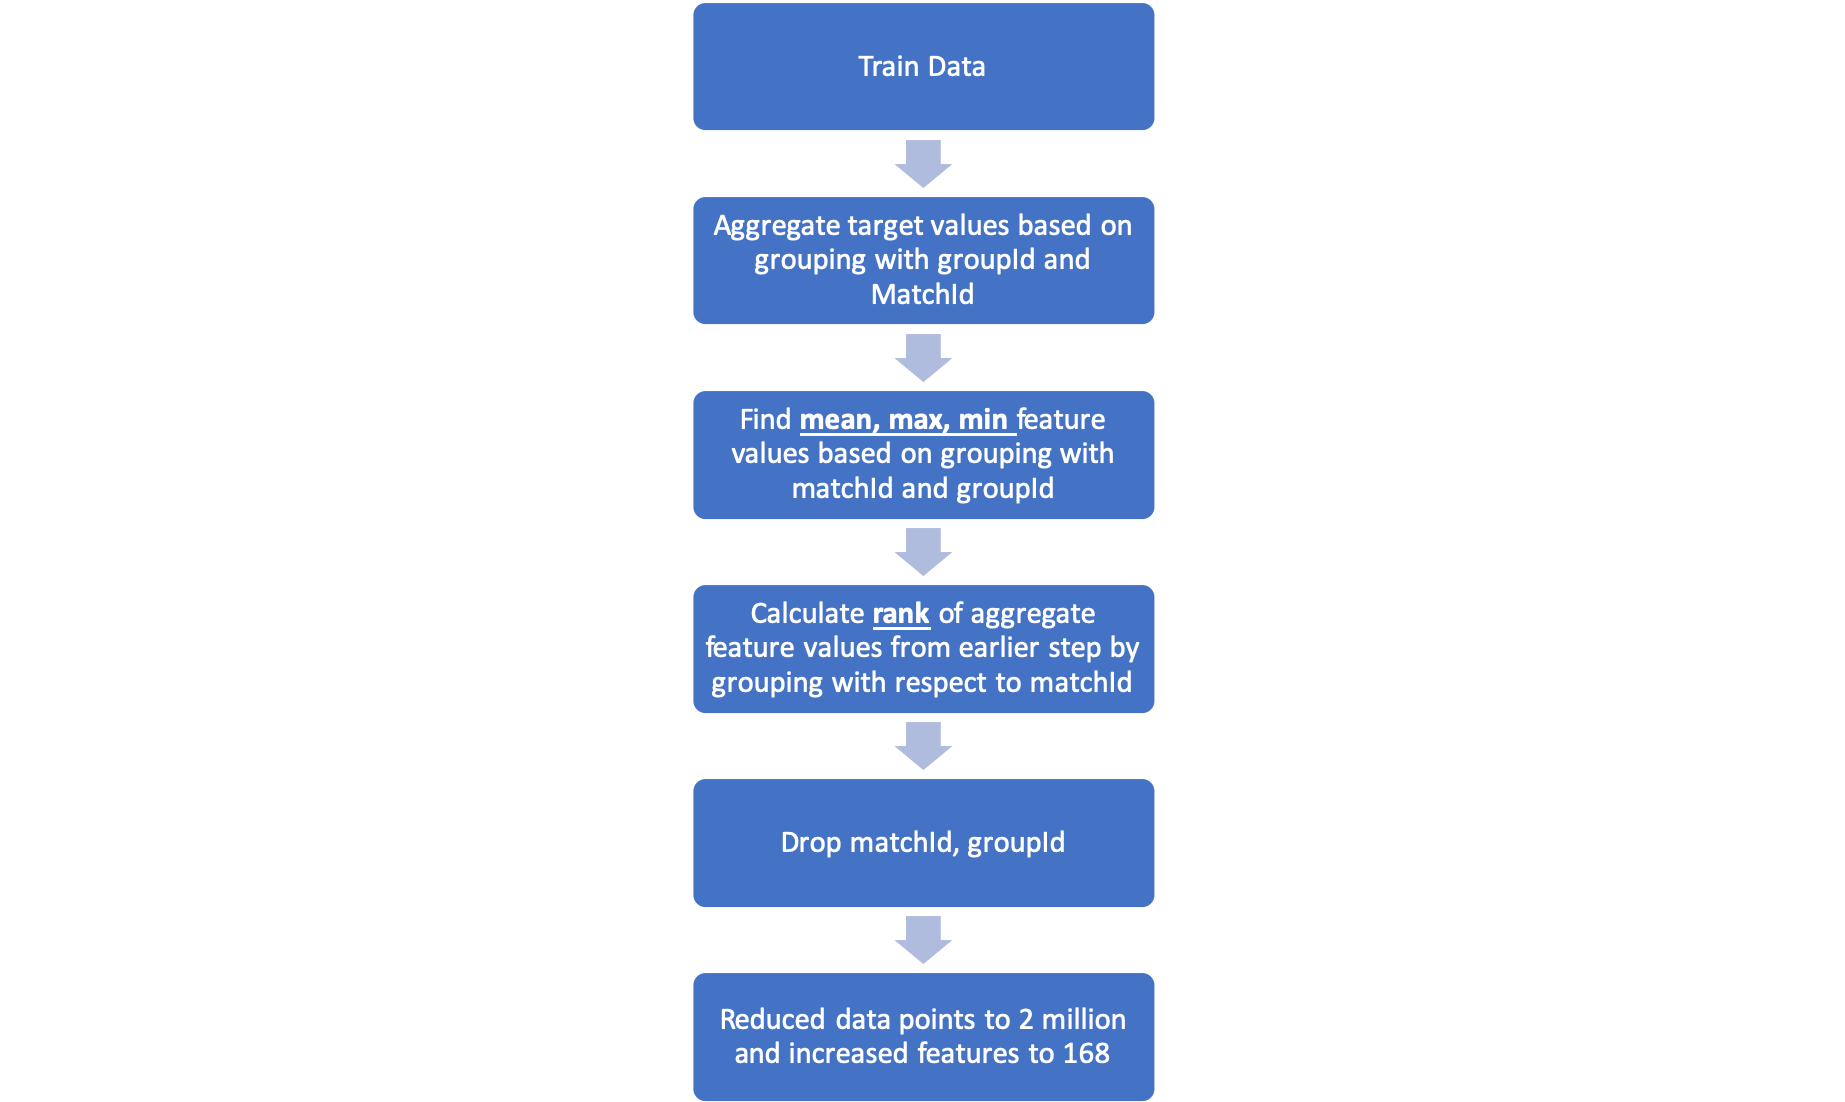 Train Data
Aggregate target values based on
grouping with groupId and
MatchId
Find mean, max, min feature
values based on grouping with
matchId and groupId
Calculate rank of aggregate
feature values from earlier step by
grouping with respect to matchId
Drop matchId, groupId
Reduced data points to 2 million
and increased features to 168